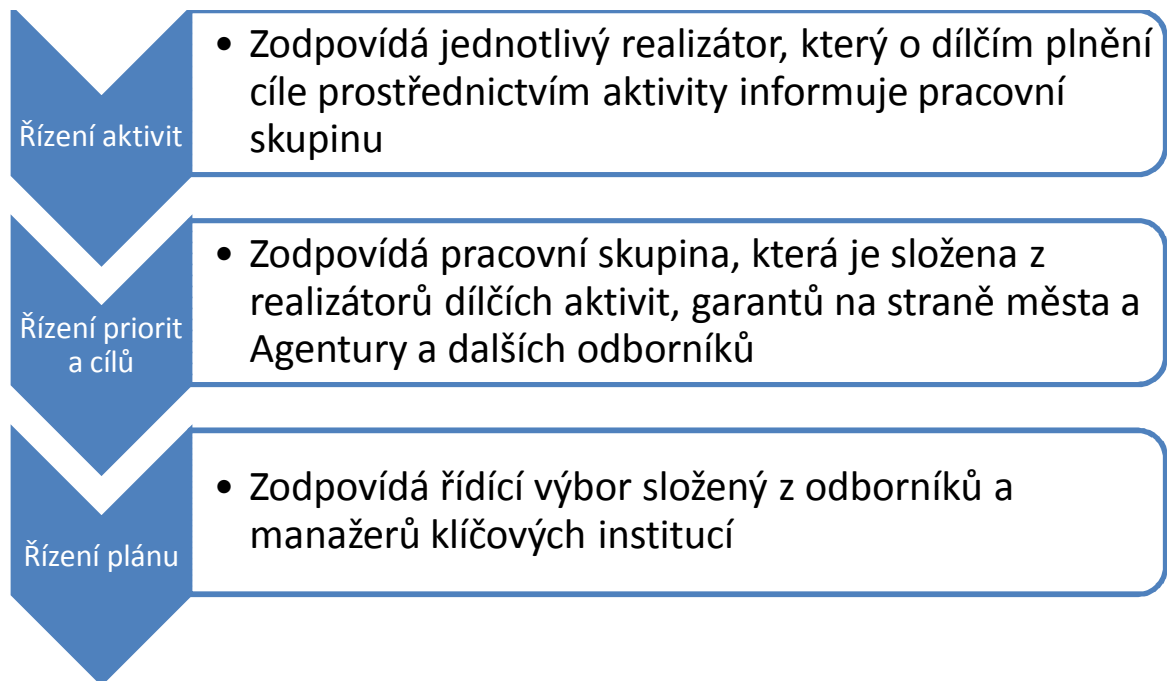 Řízení aktivit
• Zodpovídá jednotlivý realizátor, který o dílčím plnění
cíle prostřednictvím aktivity informuje pracovní
skupinu
Řízení priorit
a cílů
• Zodpovídá pracovní skupina, která je složena z
realizátorů dílčích aktivit, garantů na straně města a
Agentury a dalších odborníků
Řízení plánu
• Zodpovídá řídící výbor složený z odborníků a
manažerů klíčových institucí